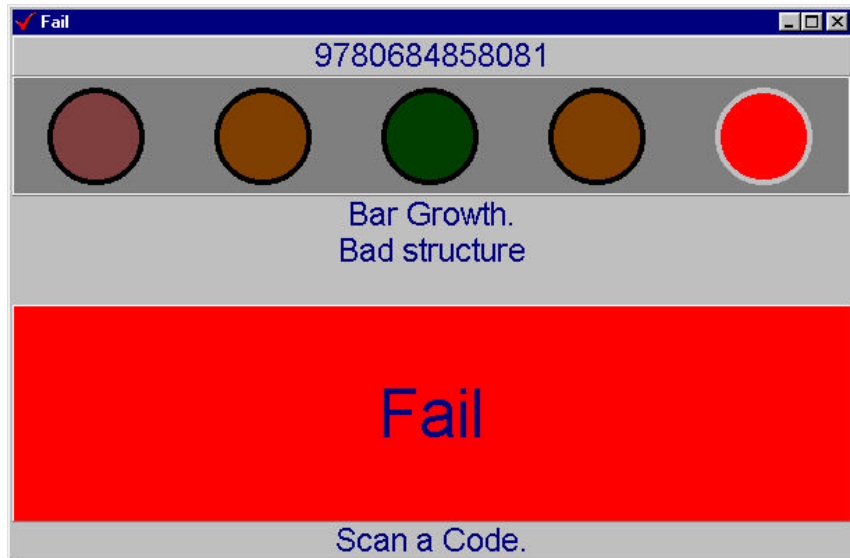 Fail
9780684858081
Bar Growth.
Bad structure
Fail
Scan a Code.